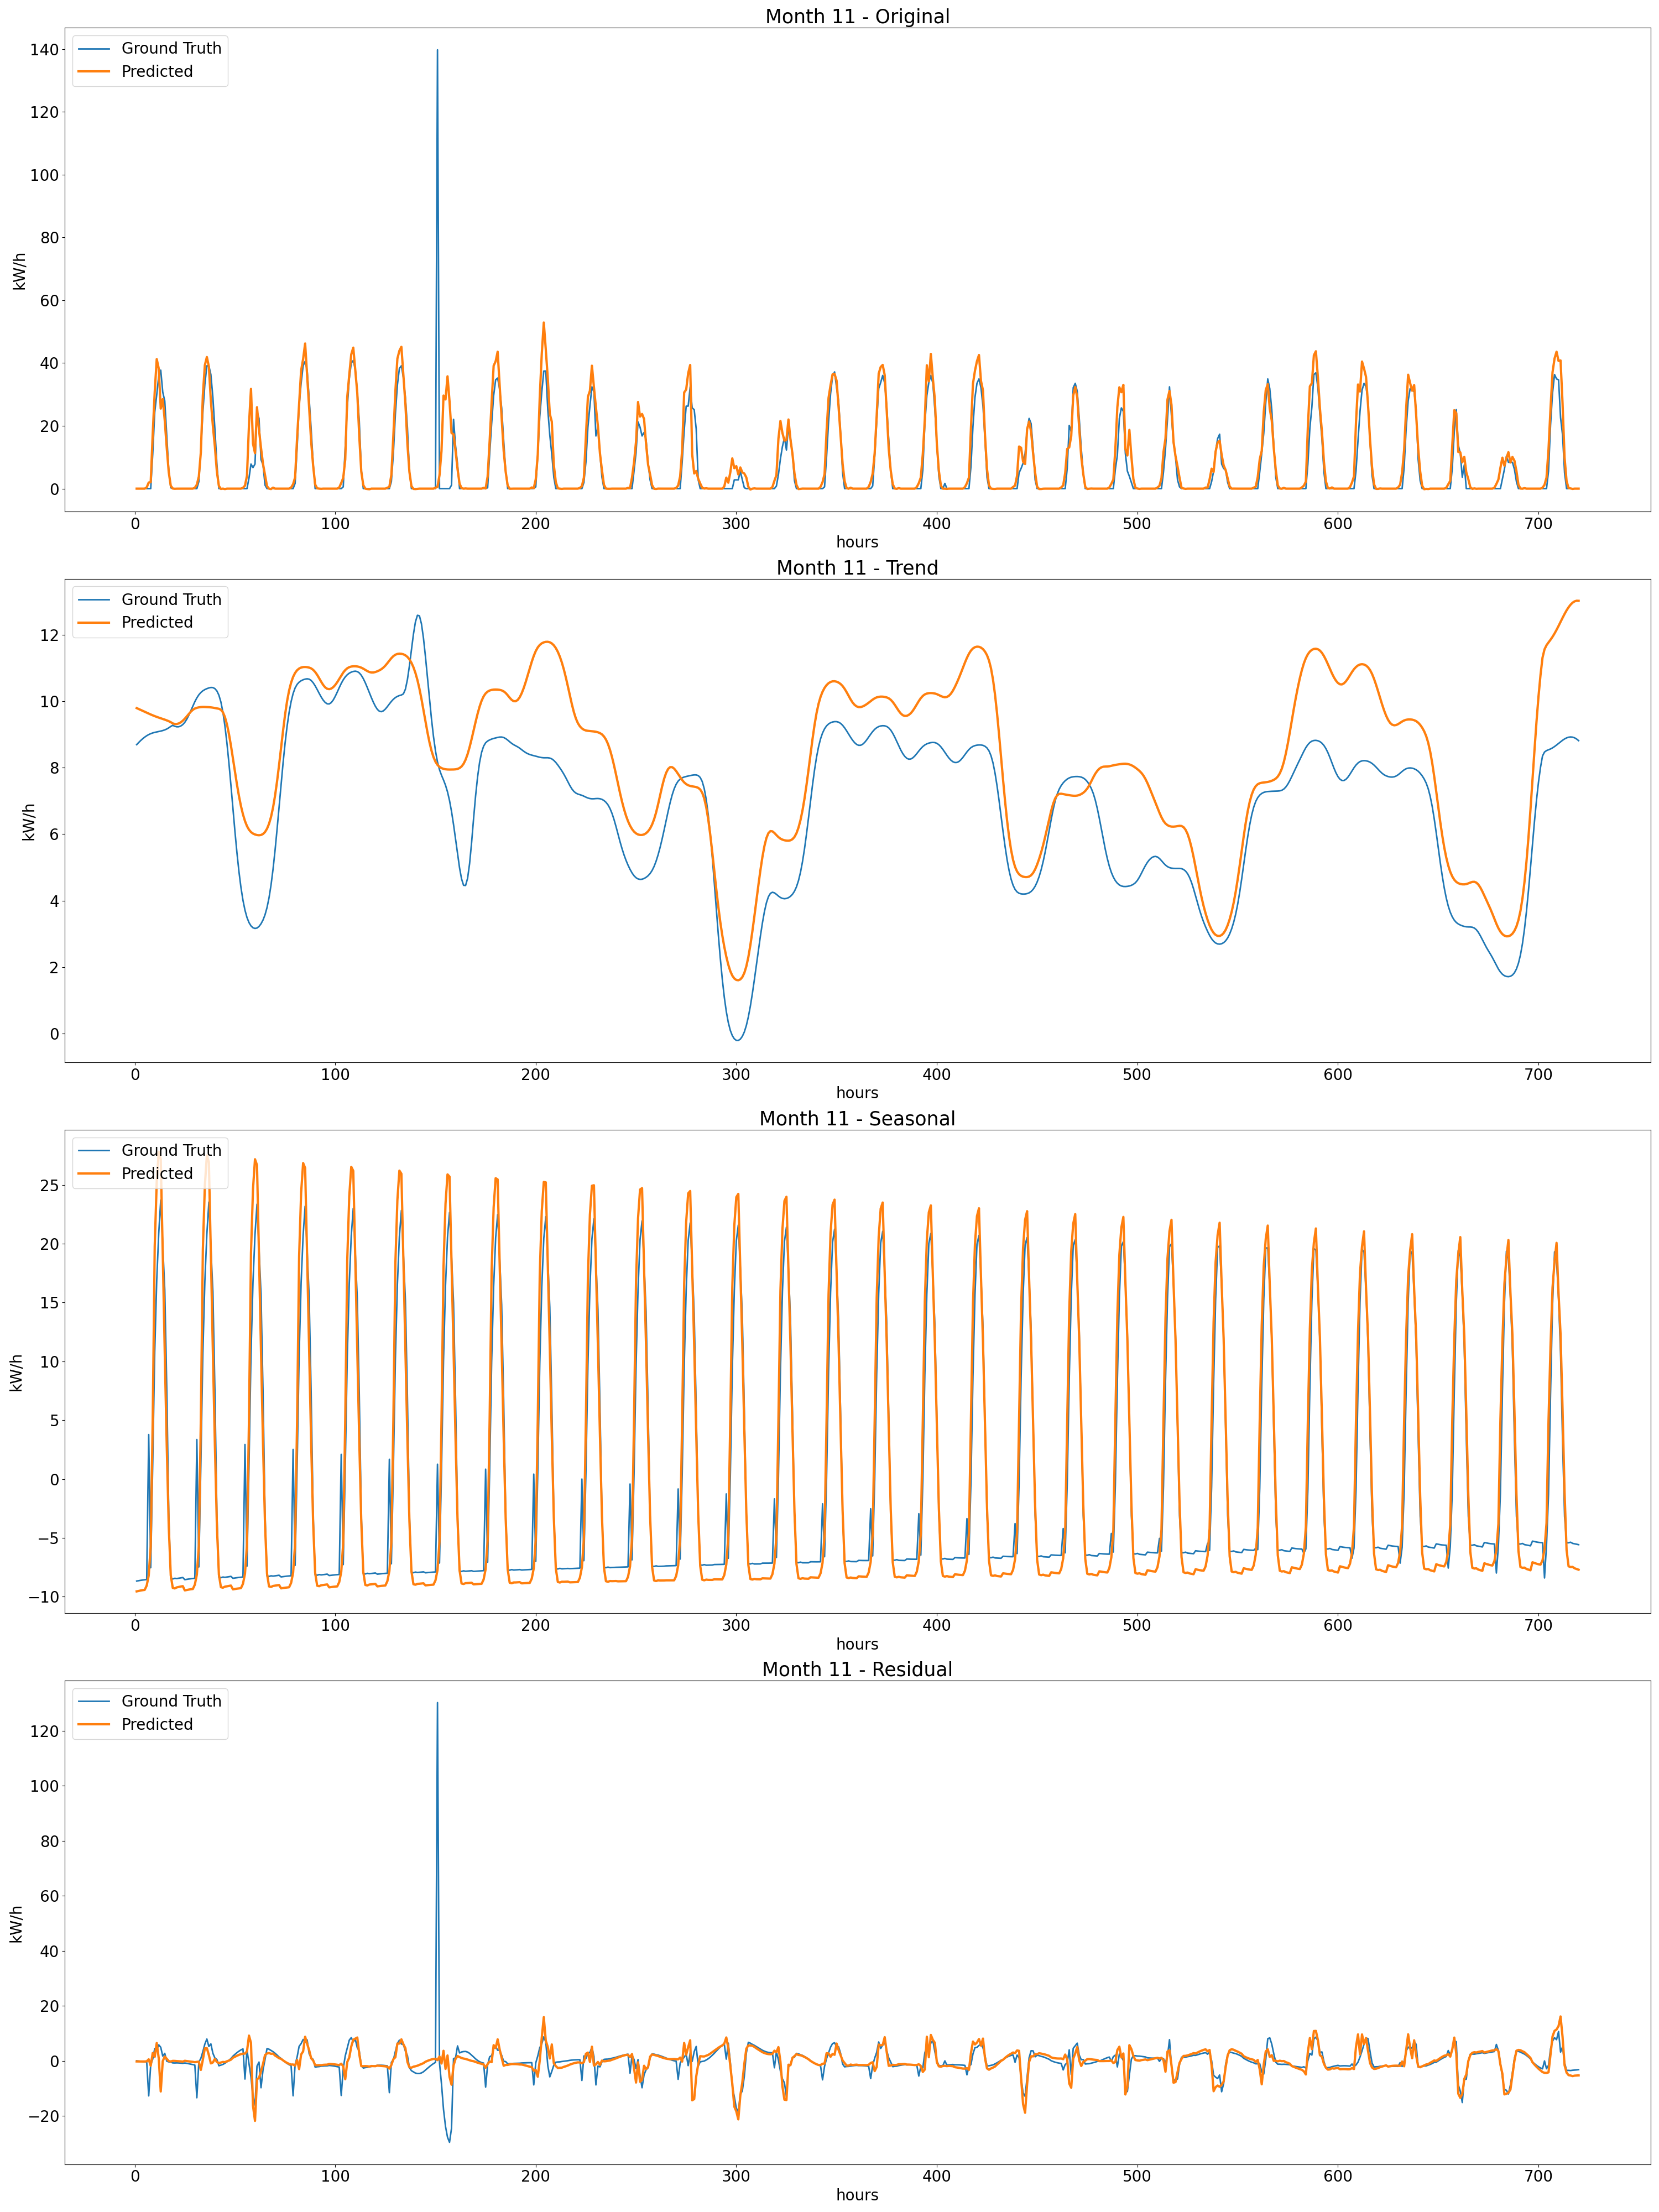 Month 11 - Original
Ground Truth
Predicted
140
120
100
80
60
40
20
0
kW/h
0 100 200 300 400 500 600 700
hours
Month 11 - Trend
Ground Truth
Predicted
12
10
8
6
4
2
0
kW/h
0 100 200 300 400 500 600 700
hours
Month 11 - Seasonal
Ground Truth
Predicted
25
20
15
10
5
0
−5
−10
kW/h
0 100 200 300 400 500 600 700
hours
Month 11 - Residual
Ground Truth
Predicted
120
100
80
60
40
20
0
−20
kW/h
0 100 200 300 400 500 600 700
hours